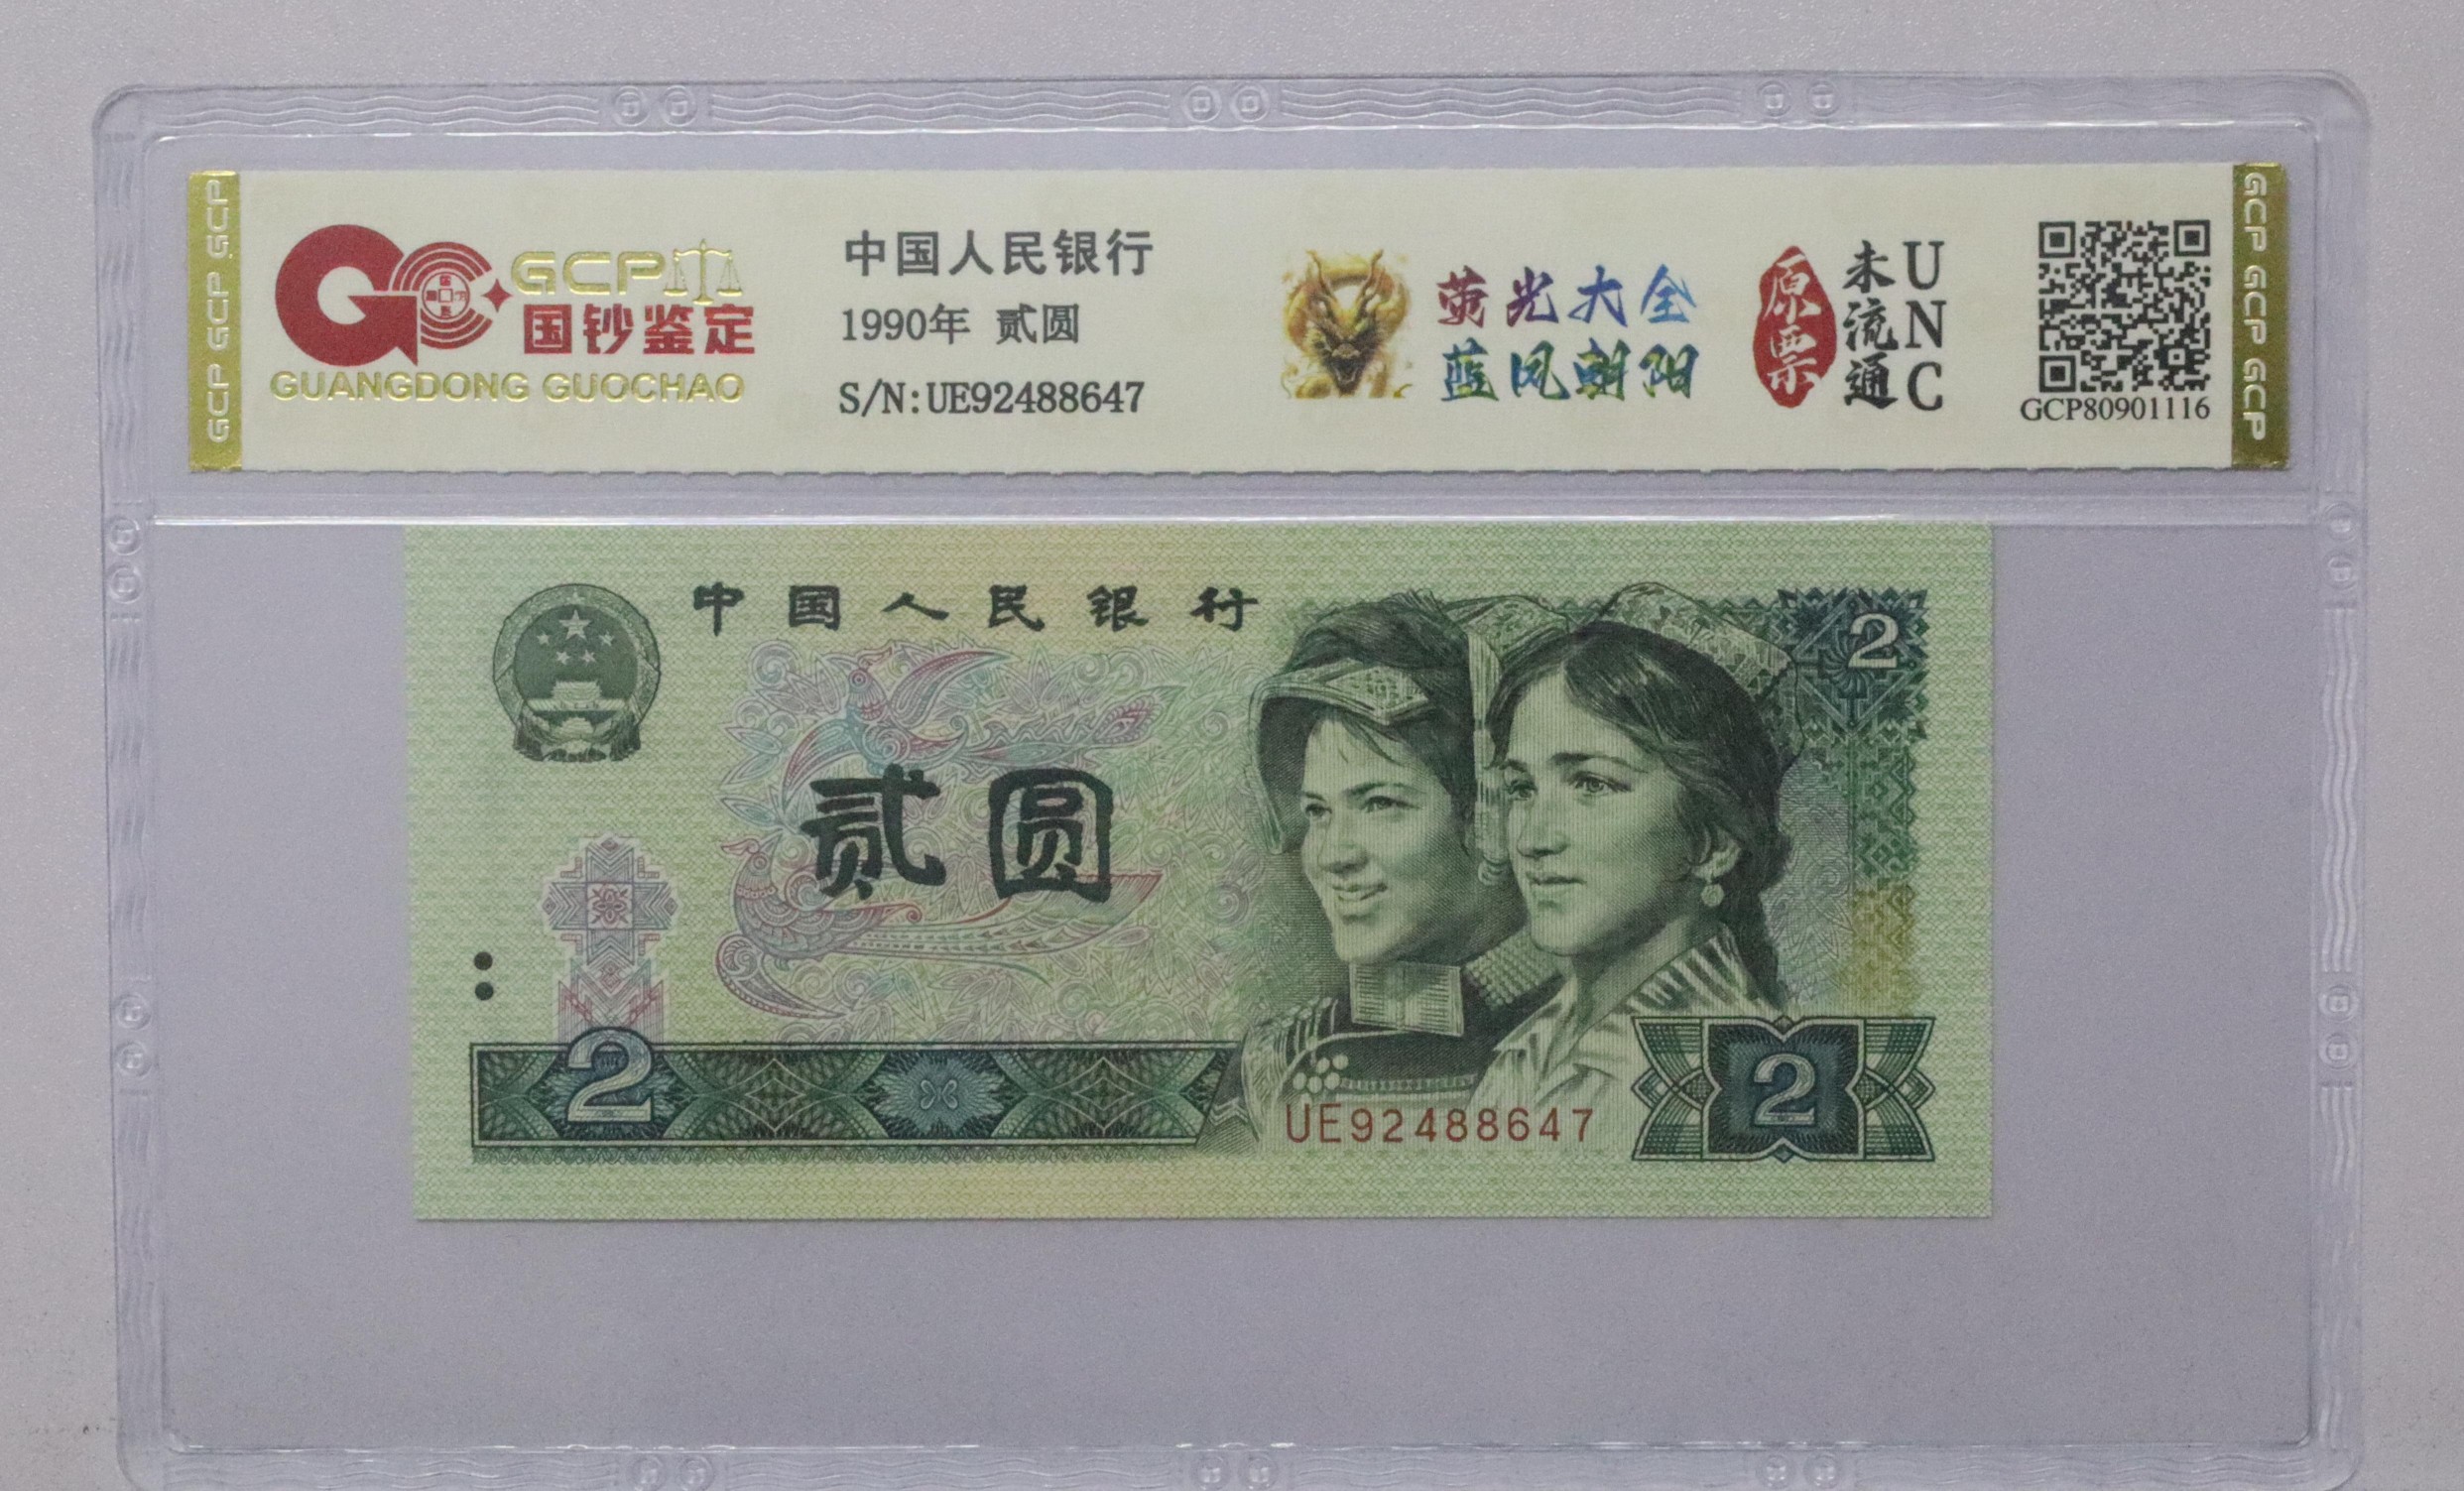 GCP GCP GCP
GCP
国钞鉴定
GUANGDONG GUOCHAO
中国人民银行
1990年 贰圆
S/N:UE92488647
荧光大全
蓝凤朝阳
原票
未流通
UNC
GCP80901116
GCP GCP GCP
中国人民银行
2
贰圆
2
UE92488647
2